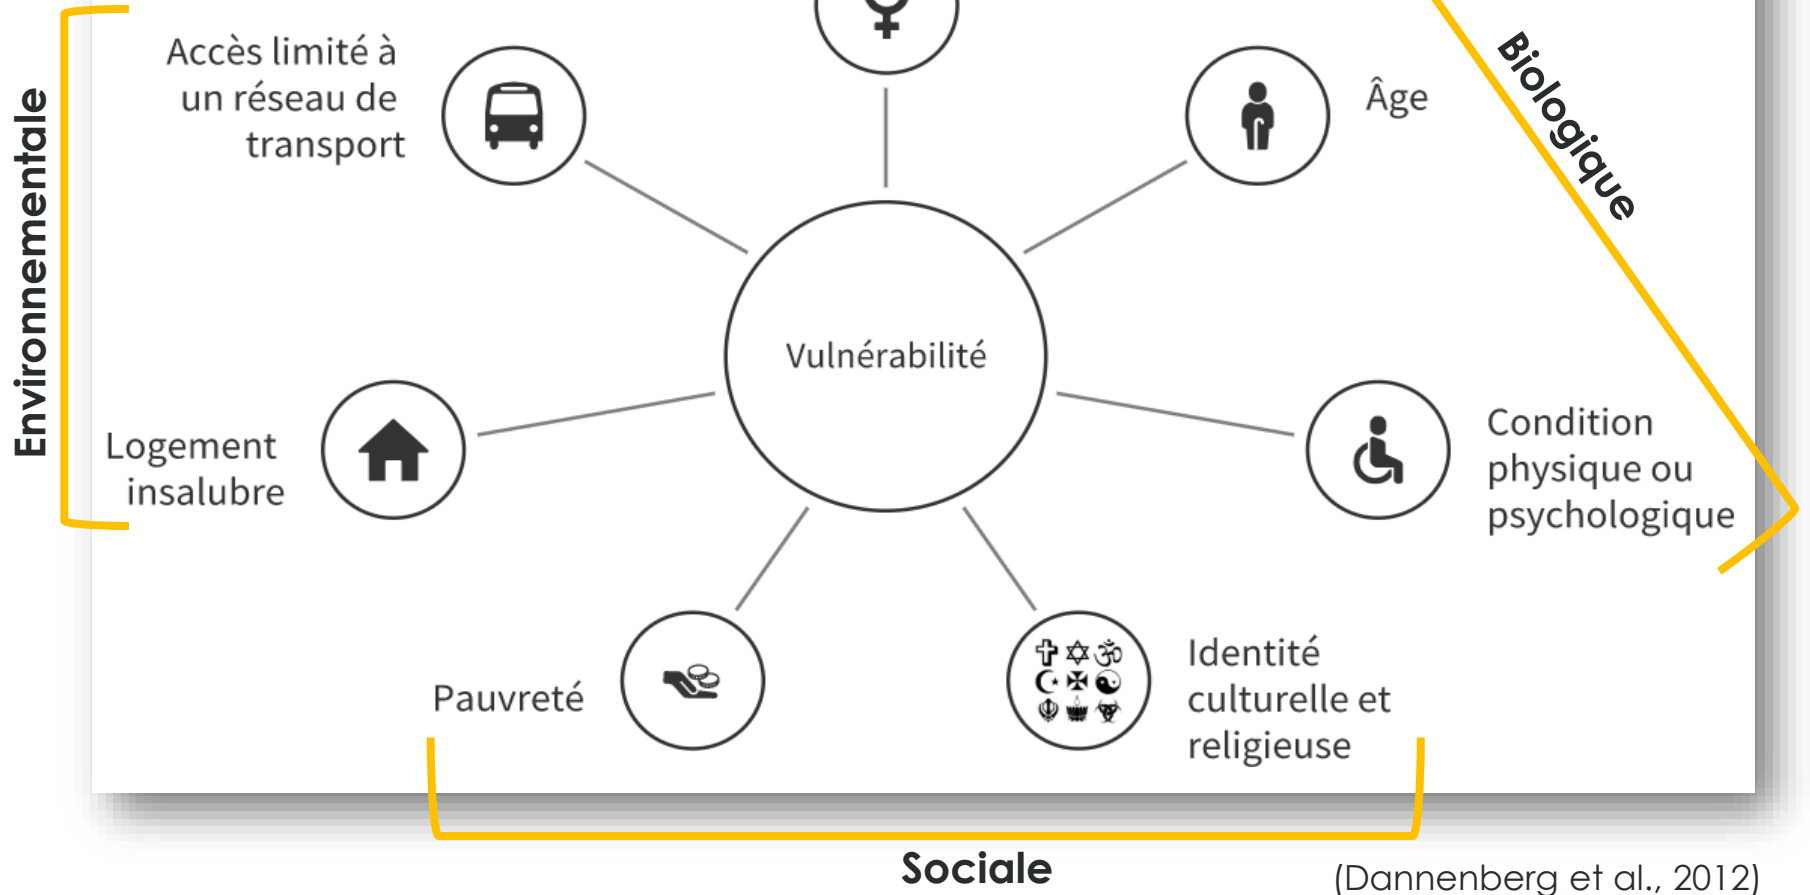 Environnementale
Accès limité à
un réseau de
transport
Âge
Biologique
Vulnérabilité
Logement
insalubre
Condition
physique ou
psychologique
Pauvreté
Identité
culturelle et
religieuse
Sociale
(Dannenberg et al., 2012)